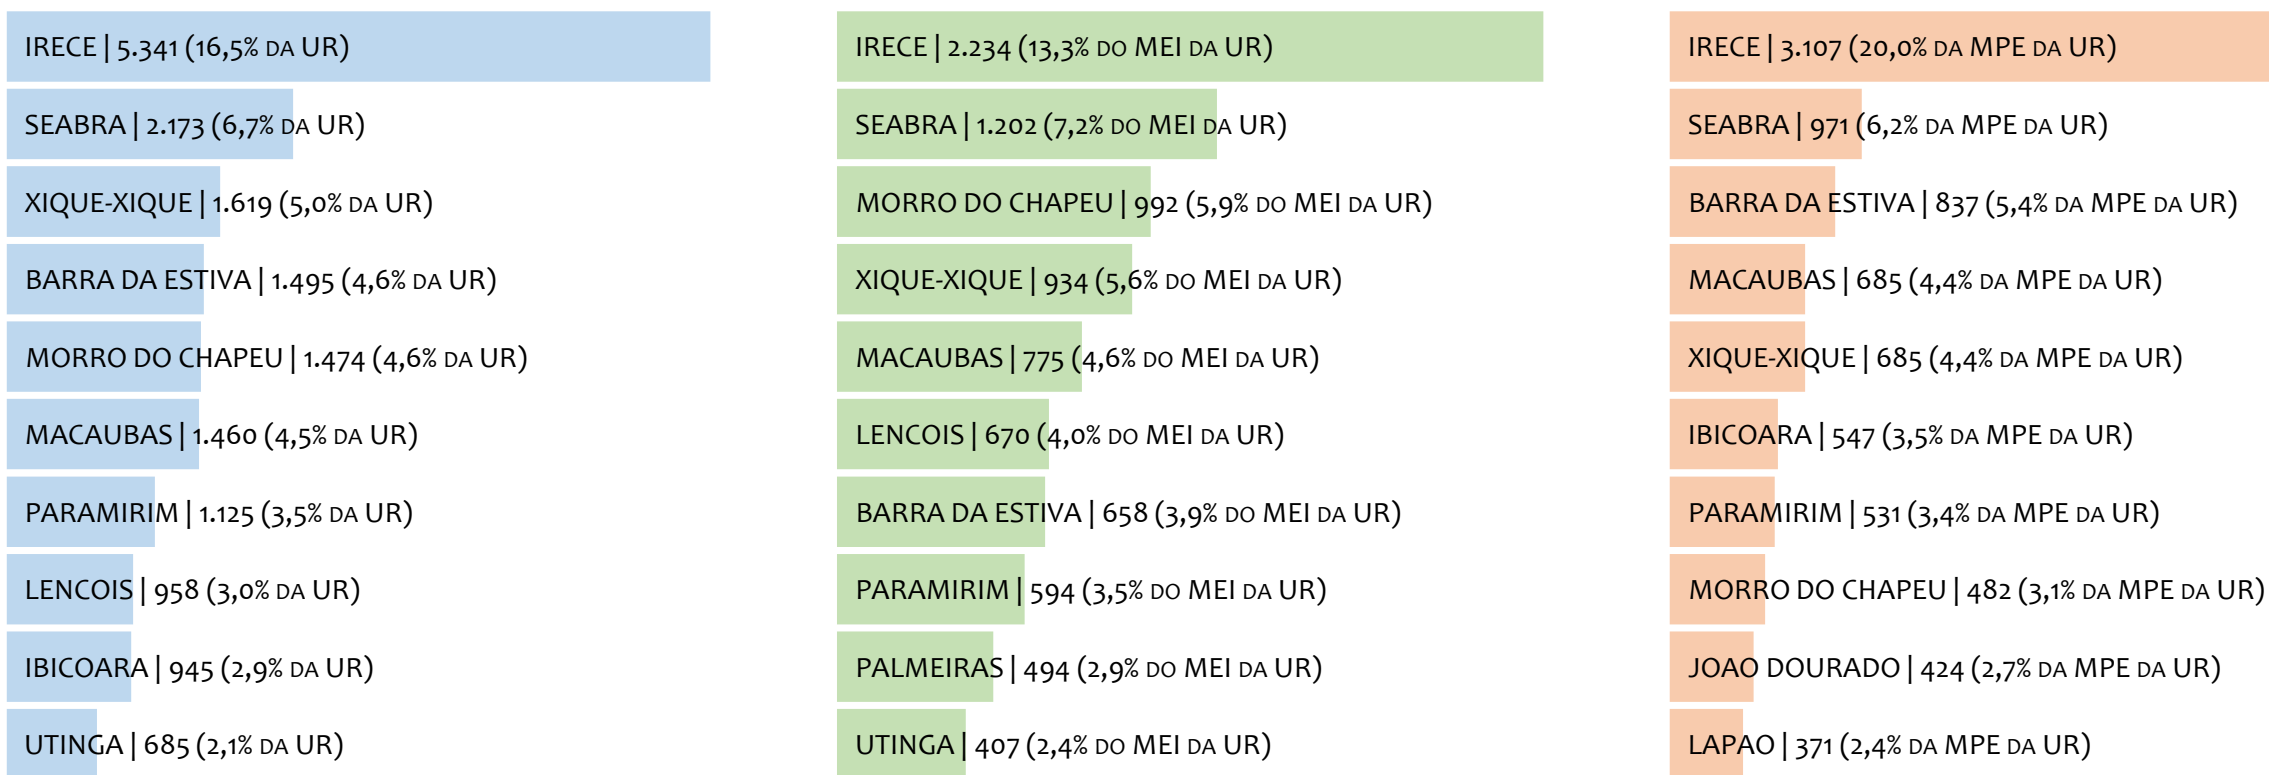 IRECE | 5.341 (16,5% DA UR)
SEABRA | 2.173 (6,7% DA UR)
XIQUE-XIQUE | 1.619 (5,0% DA UR)
BARRA DA ESTIVA | 1.495 (4,6% DA UR)
MORRO DO CHAPEU | 1.474 (4,6% DA UR)
MACAUBAS | 1.460 (4,5% DA UR)
PARAMIRIM | 1.125 (3,5% DA UR)
LENCOIS | 958 (3,0% DA UR)
IBICOARA | 945 (2,9% DA UR)
UTINGA | 685 (2,1% DA UR)
IRECE | 2.234 (13,3% DO MEI DA UR)
SEABRA | 1.202 (7,2% DO MEI DA UR)
MORRO DO CHAPEU | 992 (5,9% DO MEI DA UR)
XIQUE-XIQUE | 934 (5,6% DO MEI DA UR)
MACAUBAS | 775 (4,6% DO MEI DA UR)
LENCOIS | 670 (4,0% DO MEI DA UR)
BARRA DA ESTIVA | 658 (3,9% DO MEI DA UR)
PARAMIRIM | 594 (3,5% DO MEI DA UR)
PALMEIRAS | 494 (2,9% DO MEI DA UR)
UTINGA | 407 (2,4% DO MEI DA UR)
IRECE | 3.107 (20,0% DA MPE DA UR)
SEABRA | 971 (6,2% DA MPE DA UR)
BARRA DA ESTIVA | 837 (5,4% DA MPE DA UR)
MACAUBAS | 685 (4,4% DA MPE DA UR)
XIQUE-XIQUE | 685 (4,4% DA MPE DA UR)
IBICOARA | 547 (3,5% DA MPE DA UR)
PARAMIRIM | 531 (3,4% DA MPE DA UR)
MORRO DO CHAPEU | 482 (3,1% DA MPE DA UR)
JOAO DOURADO | 424 (2,7% DA MPE DA UR)
LAPAO | 371 (2,4% DA MPE DA UR)